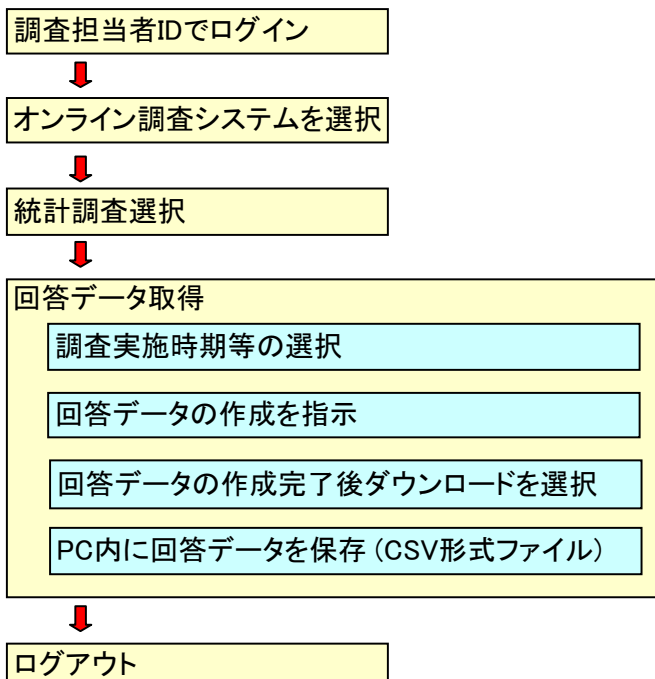 調査担当者IDでログイン
オンライン調査システムを選択
統計調査選択
回答データ取得
調査実施時期等の選択
回答データの作成を指示
回答データの作成完了後ダウンロードを選択
PC内に回答データを保存（CSV形式ファイル）
ログアウト